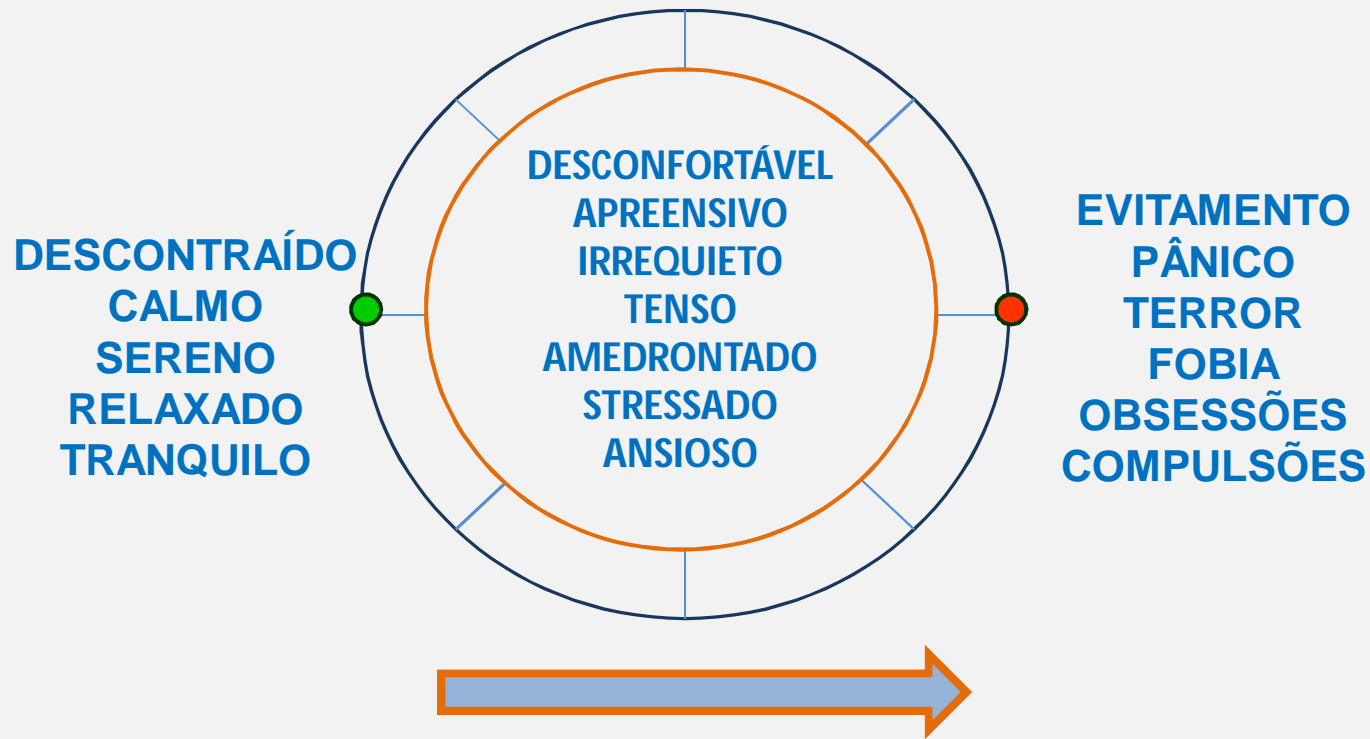 DESCONTRAÍDO
CALMO
SERENO
RELAXADO
TRANQUILO
DESCONFORTÁVEL
APREENSIVO
IRREQUIETO
TENSO
AMEDRONTADO
STRESSADO
ANSIOSO
EVITAMENTO
PÂNICO
TERROR
FOBIA
OBSESSÕES
COMPULSÕES